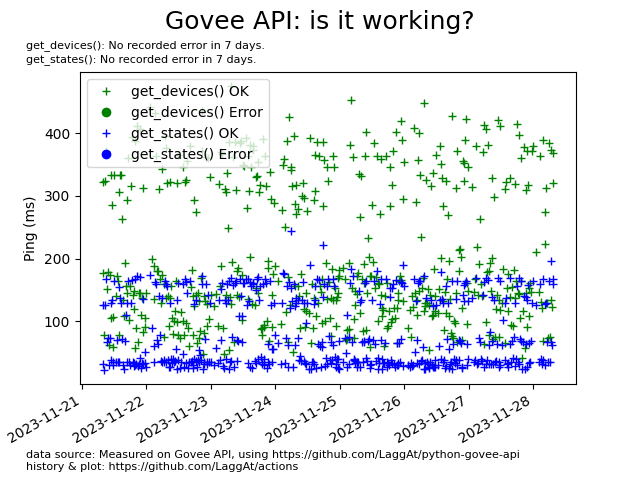 Govee API: is it working?
get_devices(): No recorded error in 7 days.
get_states(): No recorded error in 7 days.
get_devices() OK
get_devices() Error
get_states() OK
get_states() Error
Ping (ms)
400
300
200
100
2023-11-21
2023-11-22
2023-11-23
2023-11-24
2023-11-25
2023-11-26
2023-11-27
2023-11-28
data source: Measured on Govee API, using https://github.com/LaggAt/python-govee-api
history & plot: https://github.com/LaggAt/actions